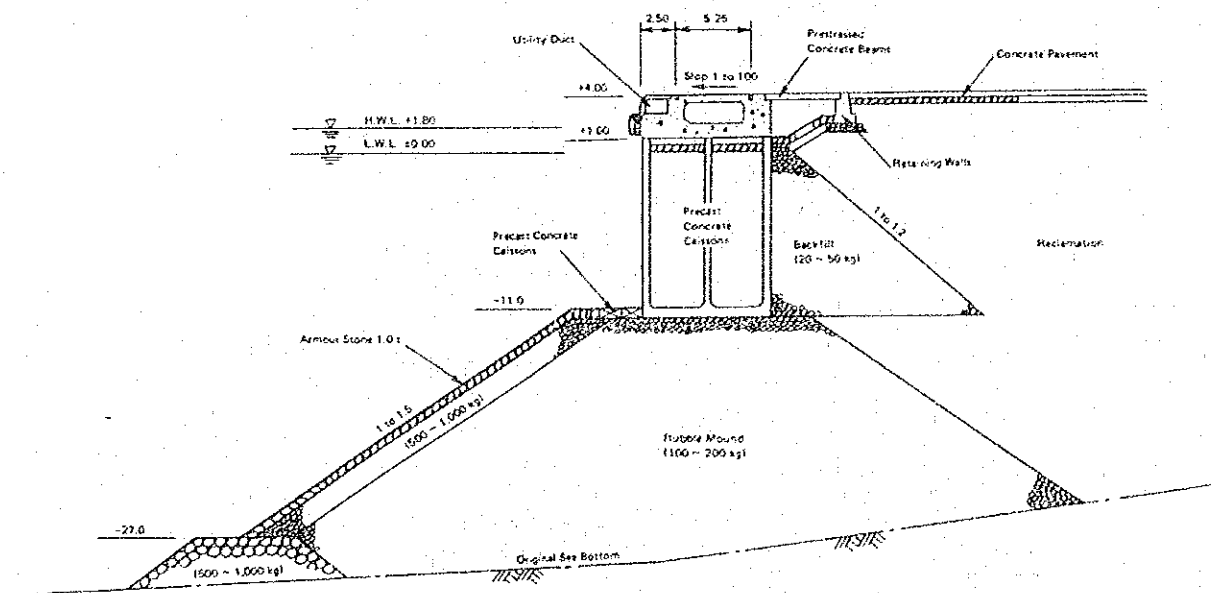 2.50 5.25
Utility Duct
Prestressed
Concrete Beams
Concrete Pavement
Slop 1 to 100
+4.00
H.W.L. +1.80
+1.00
L.W.L. ±0.00
Retaining Walls
1 to 1.2
Precast
Concrete
Caissons
Precast Concrete
Caissons
Backfill
(20 ~ 50 kg)
Reclamation
-11.0
Armour Stone 1.0 t
1 to 1.5
(500 ~ 1,000 kg)
Rubble Mound
(100 ~ 200 kg)
-27.0
Original Sea Bottom
(500 ~ 1,000 kg)